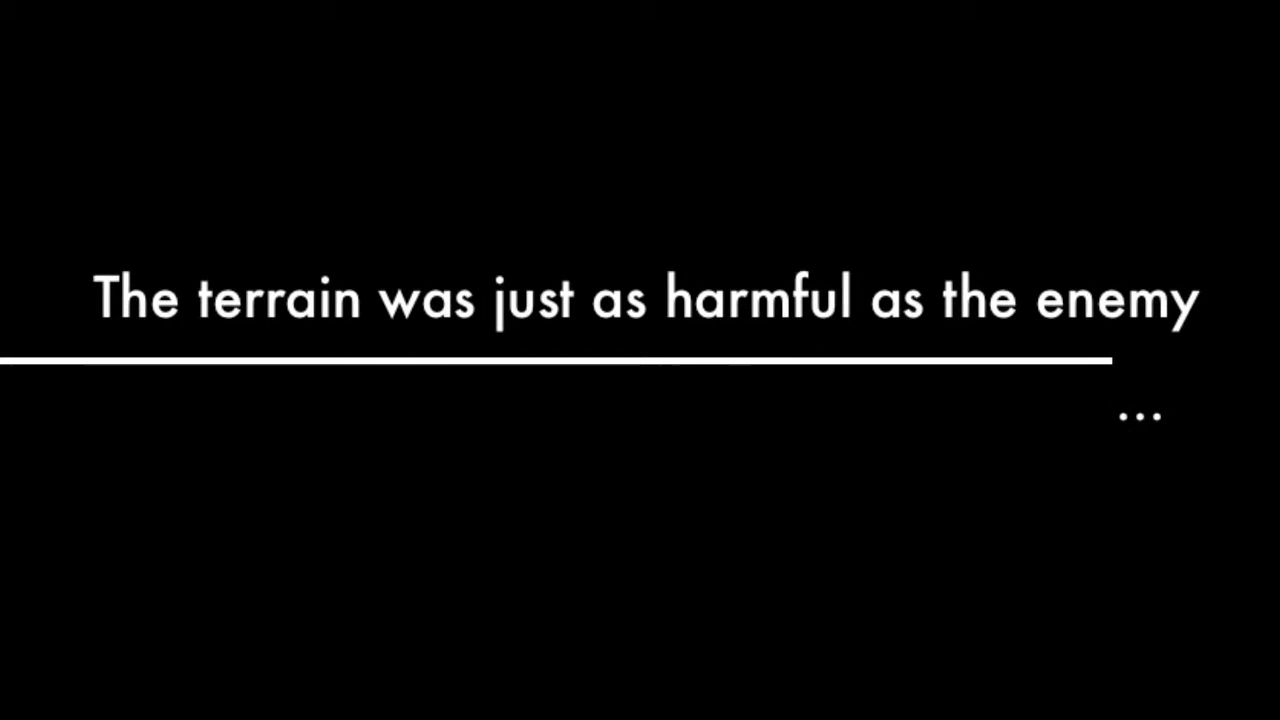 The terrain was just as harmful as the enemy
...